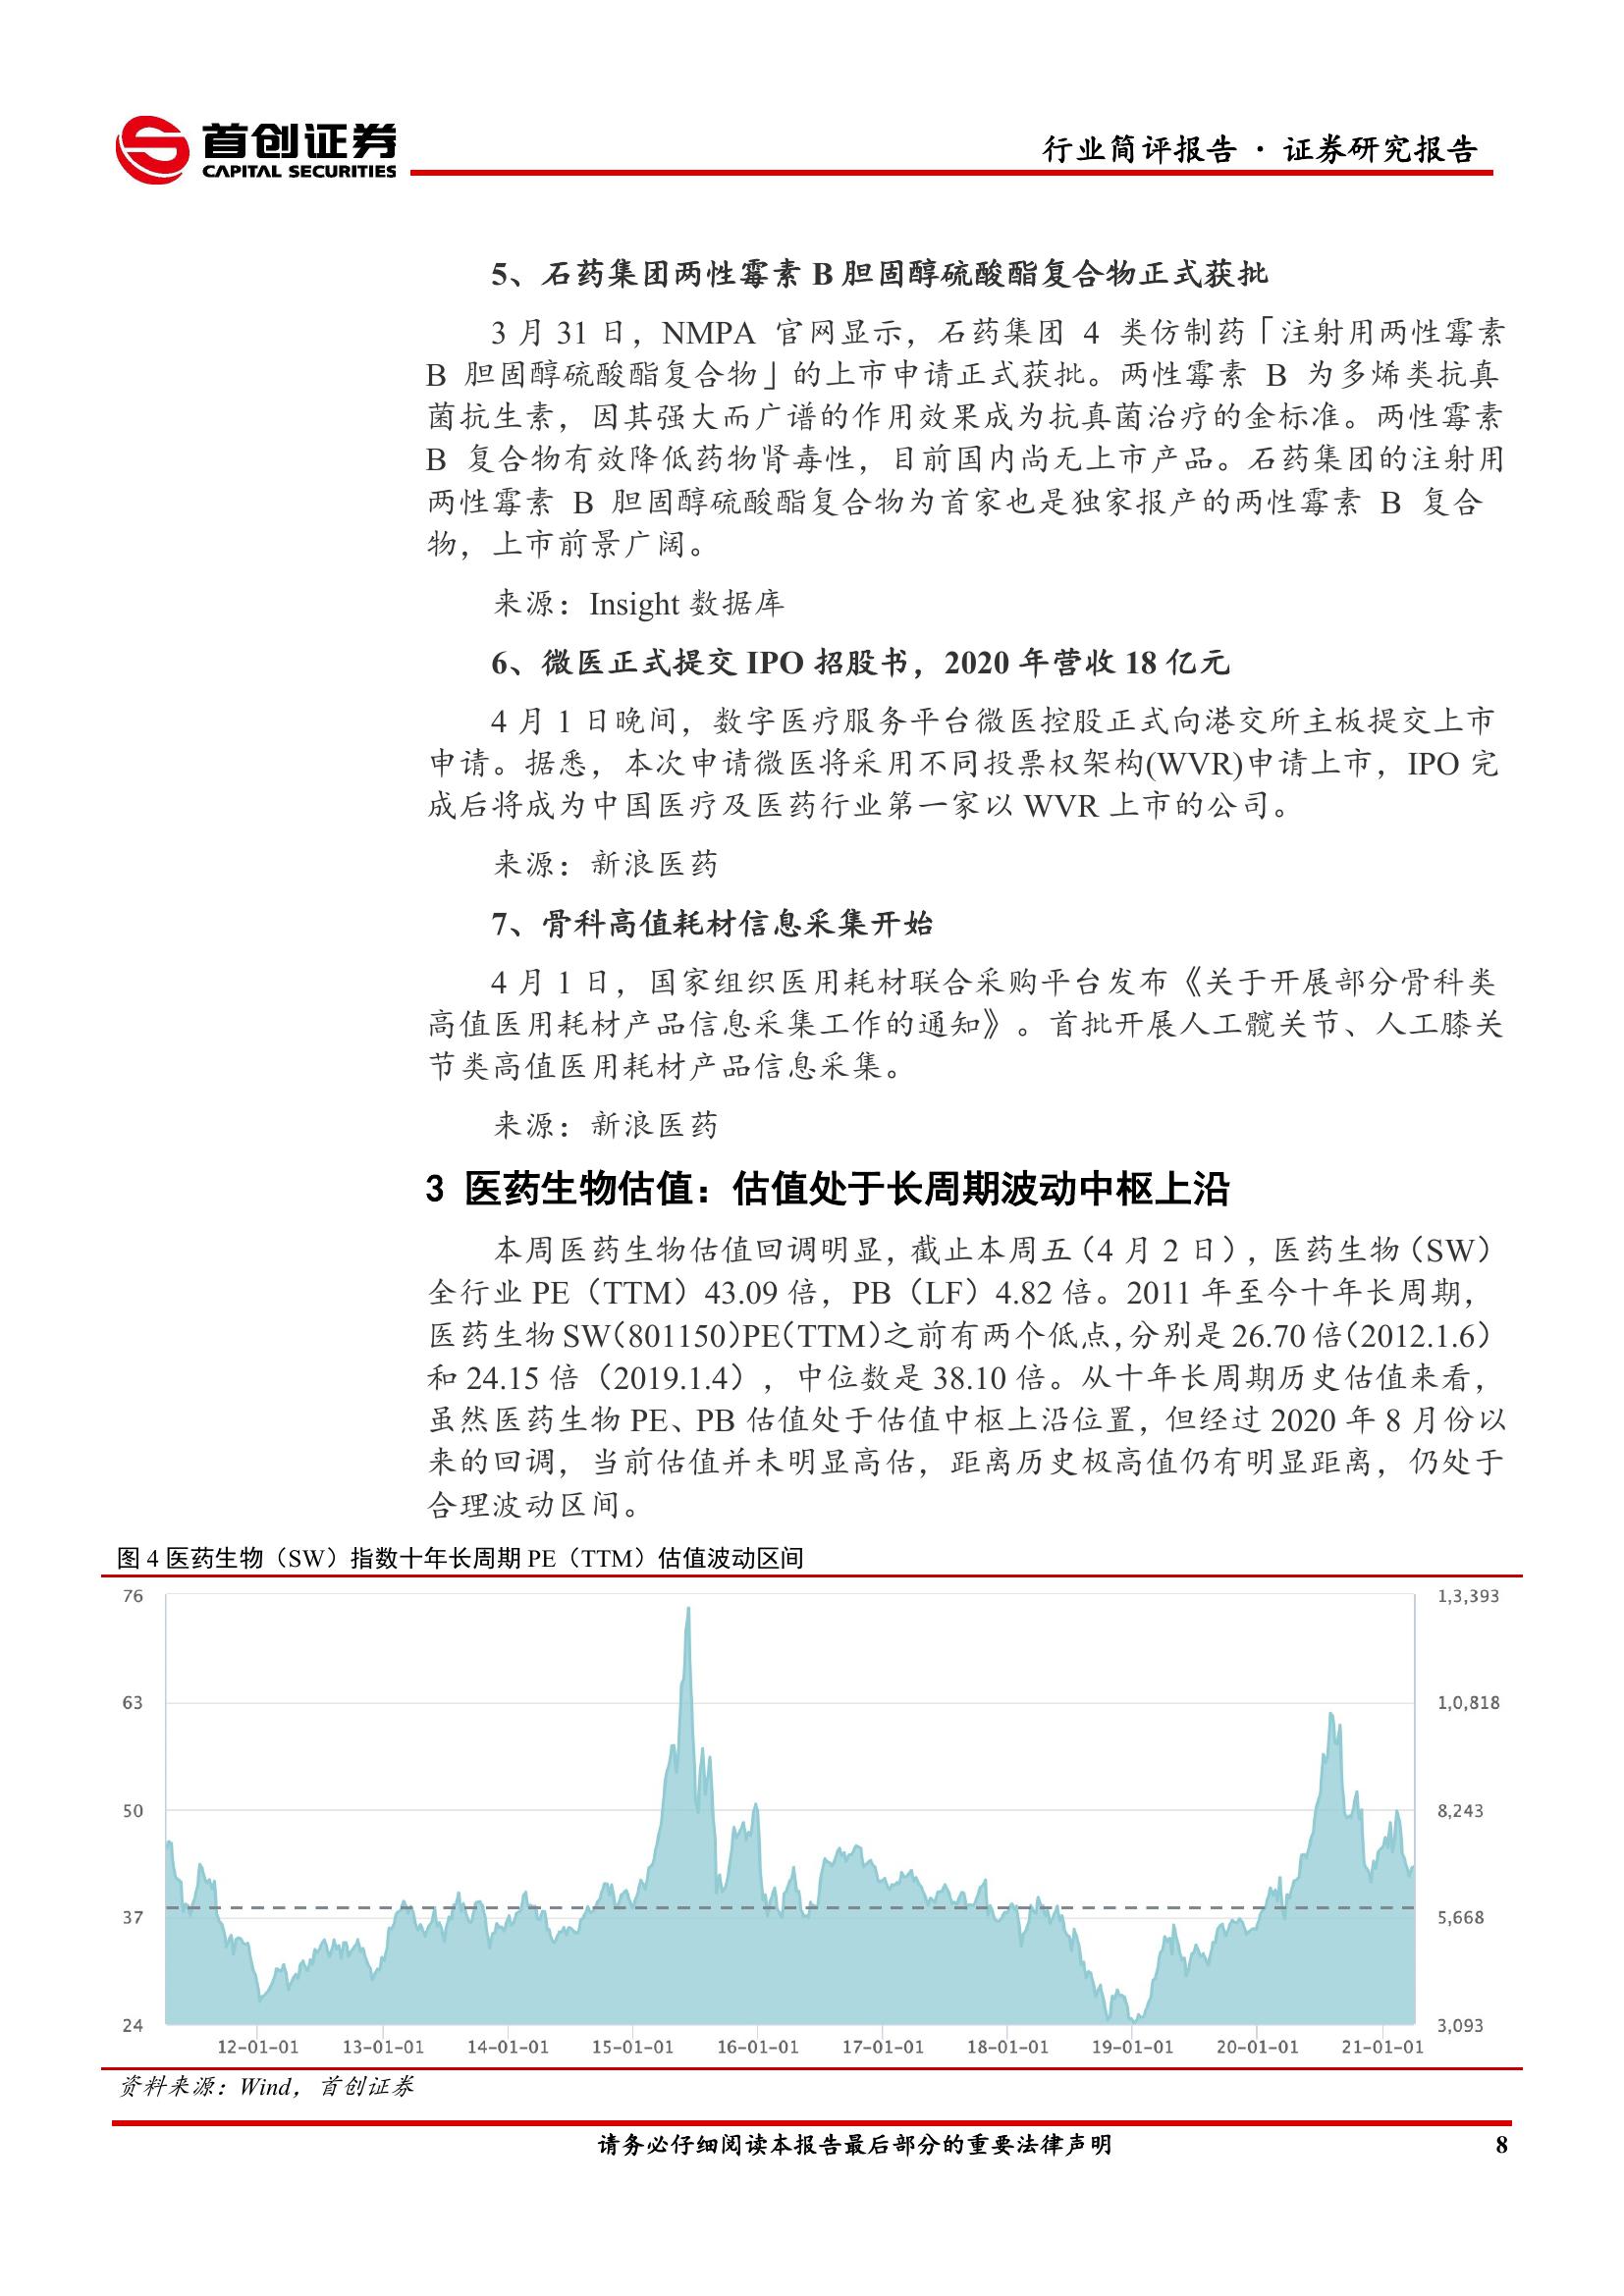 首创证券
CAPITAL SECURITIES
行业简评报告 · 证券研究报告
5、石药集团两性霉素 B 胆固醇硫酸酯复合物正式获批
3 月 31 日，NMPA 官网显示，石药集团 4 类仿制药「注射用两性霉素
B 胆固醇硫酸酯复合物」的上市申请正式获批。两性霉素 B 为多烯类抗真
菌抗生素，因其强大而广谱的作用效果成为抗真菌治疗的金标准。两性霉素
B 复合物有效降低药物肾毒性，目前国内尚无上市产品。石药集团的注射用
两性霉素 B 胆固醇硫酸酯复合物为首家也是独家报产的两性霉素 B 复合
物，上市前景广阔。
来源：Insight 数据库
6、微医正式提交 IPO 招股书，2020 年营收 18 亿元
4 月 1 日晚间，数字医疗服务平台微医控股正式向港交所主板提交上市
申请。据悉，本次申请微医将采用不同投票权架构(WVR)申请上市，IPO 完
成后将成为中国医疗及医药行业第一家以 WVR 上市的公司。
来源：新浪医药
7、骨科高值耗材信息采集开始
4 月 1 日，国家组织医用耗材联合采购平台发布《关于开展部分骨科类
高值医用耗材产品信息采集工作的通知》。首批开展人工髋关节、人工膝关
节类高值医用耗材产品信息采集。
来源：新浪医药
3 医药生物估值：估值处于长周期波动中枢上沿
本周医药生物估值回调明显，截止本周五（4 月 2 日），医药生物（SW）
全行业 PE（TTM）43.09 倍，PB（LF）4.82 倍。2011 年至今十年长周期，
医药生物 SW（801150）PE（TTM）之前有两个低点，分别是 26.70 倍（2012.1.6）
和 24.15 倍（2019.1.4），中位数是 38.10 倍。从十年长周期历史估值来看，
虽然医药生物 PE、PB 估值处于估值中枢上沿位置，但经过 2020 年 8 月份以
来的回调，当前估值并未明显高估，距离历史极高值仍有明显距离，仍处于
合理波动区间。
图 4 医药生物（SW）指数十年长周期 PE（TTM）估值波动区间
76 1,3,393
63 1,0,818
50 8,243
37 5,668
24 3,093
12-01-01 13-01-01 14-01-01 15-01-01 16-01-01 17-01-01 18-01-01 19-01-01 20-01-01 21-01-01
资料来源：Wind，首创证券
请务必仔细阅读本报告最后部分的重要法律声明 8